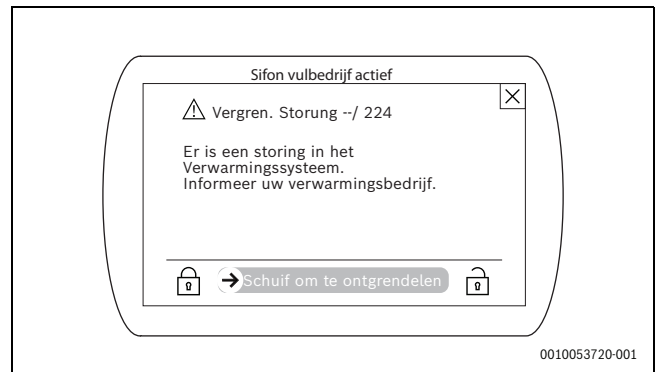 Sifon vulbedrijf actief
Vergren. Storung --/ 224
Er is een storing in het
Verwarmingssysteem.
Informeer uw verwarmingsbedrijf.
Schuif om te ontgrendelen
0010053720-001